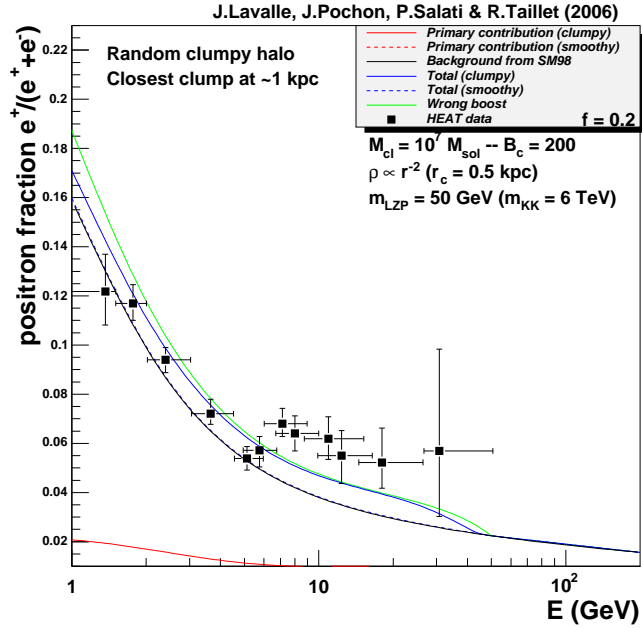 J.Lavalle, J.Pochon, P.Salati & R.Taillet (2006)
Random clumpy halo
Closest clump at ~1 kpc
Primary contribution (clumpy)
Primary contribution (smoothy)
Background from SM98
Total (clumpy)
Total (smoothy)
Wrong boost
HEAT data
f = 0.2
M_cl = 10^7 M_sol -- B_c = 200
ρ ∝ r^-2 (r_c = 0.5 kpc)
m_LZP = 50 GeV (m_KK = 6 TeV)
positron fraction e^+/(e^++e^-)
0.22
0.2
0.18
0.16
0.14
0.12
0.1
0.08
0.06
0.04
0.02
1 10 10^2
E (GeV)